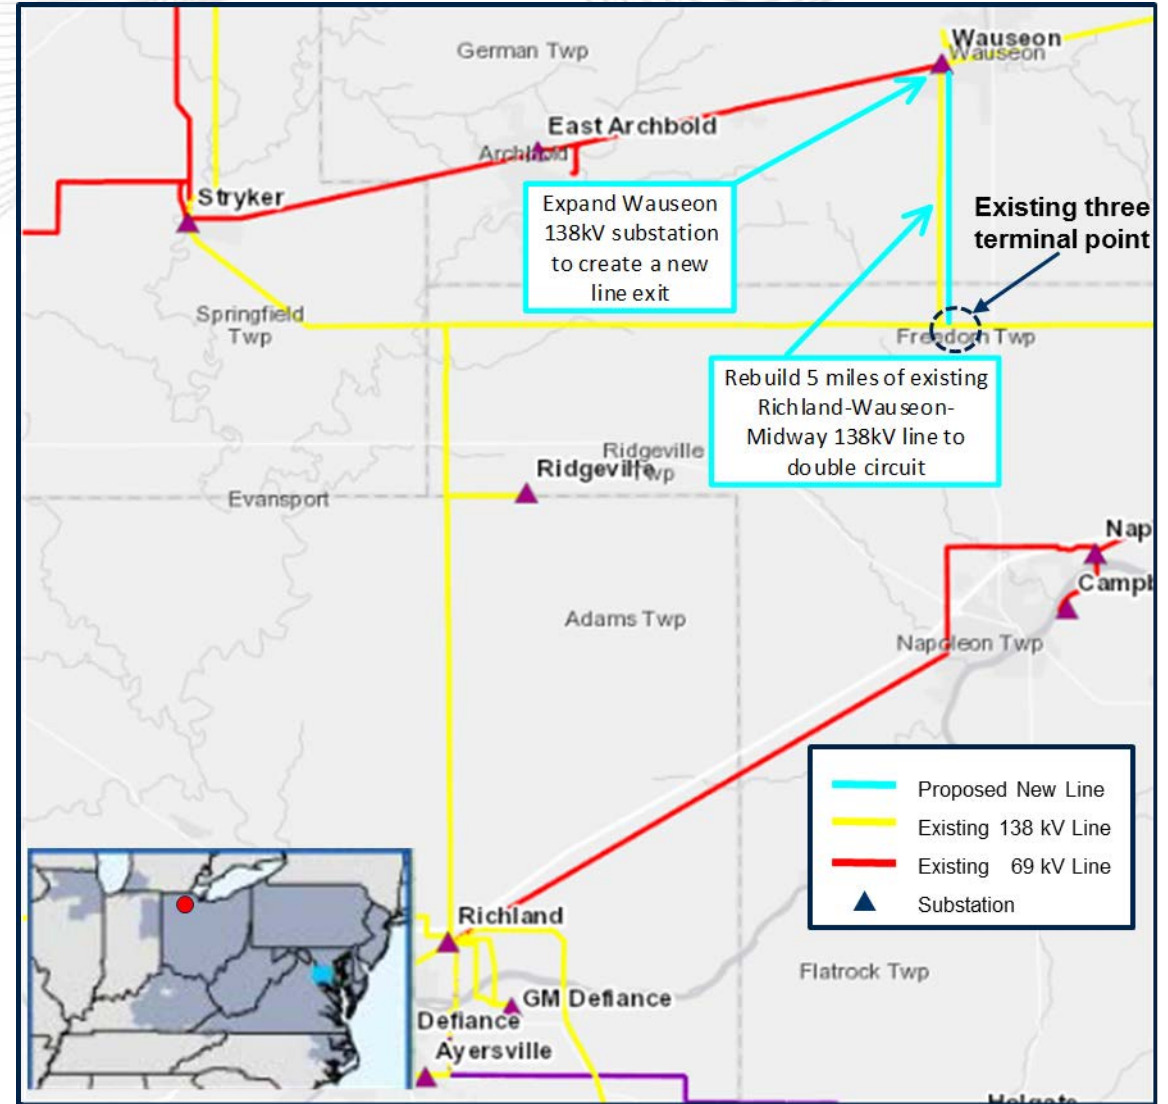 German Twp
Wauseon
Wauseon
East Archbold
Archbold
Stryker
Expand Wauseon
138kV substation
to create a new
line exit
Existing three
terminal point
Springfield
Twp
Freedom Twp
Rebuild 5 miles of existing
Richland-Wauseon-
Midway 138kV line to
double circuit
Ridgeville
Twp
Ridgeville
Evansport
Nap
Campb
Adams Twp
Napoleon Twp
Proposed New Line
Existing 138 kV Line
Existing 69 kV Line
Substation
Richland
Flatrock Twp
GM Defiance
Defiance
Ayersville
Holgate